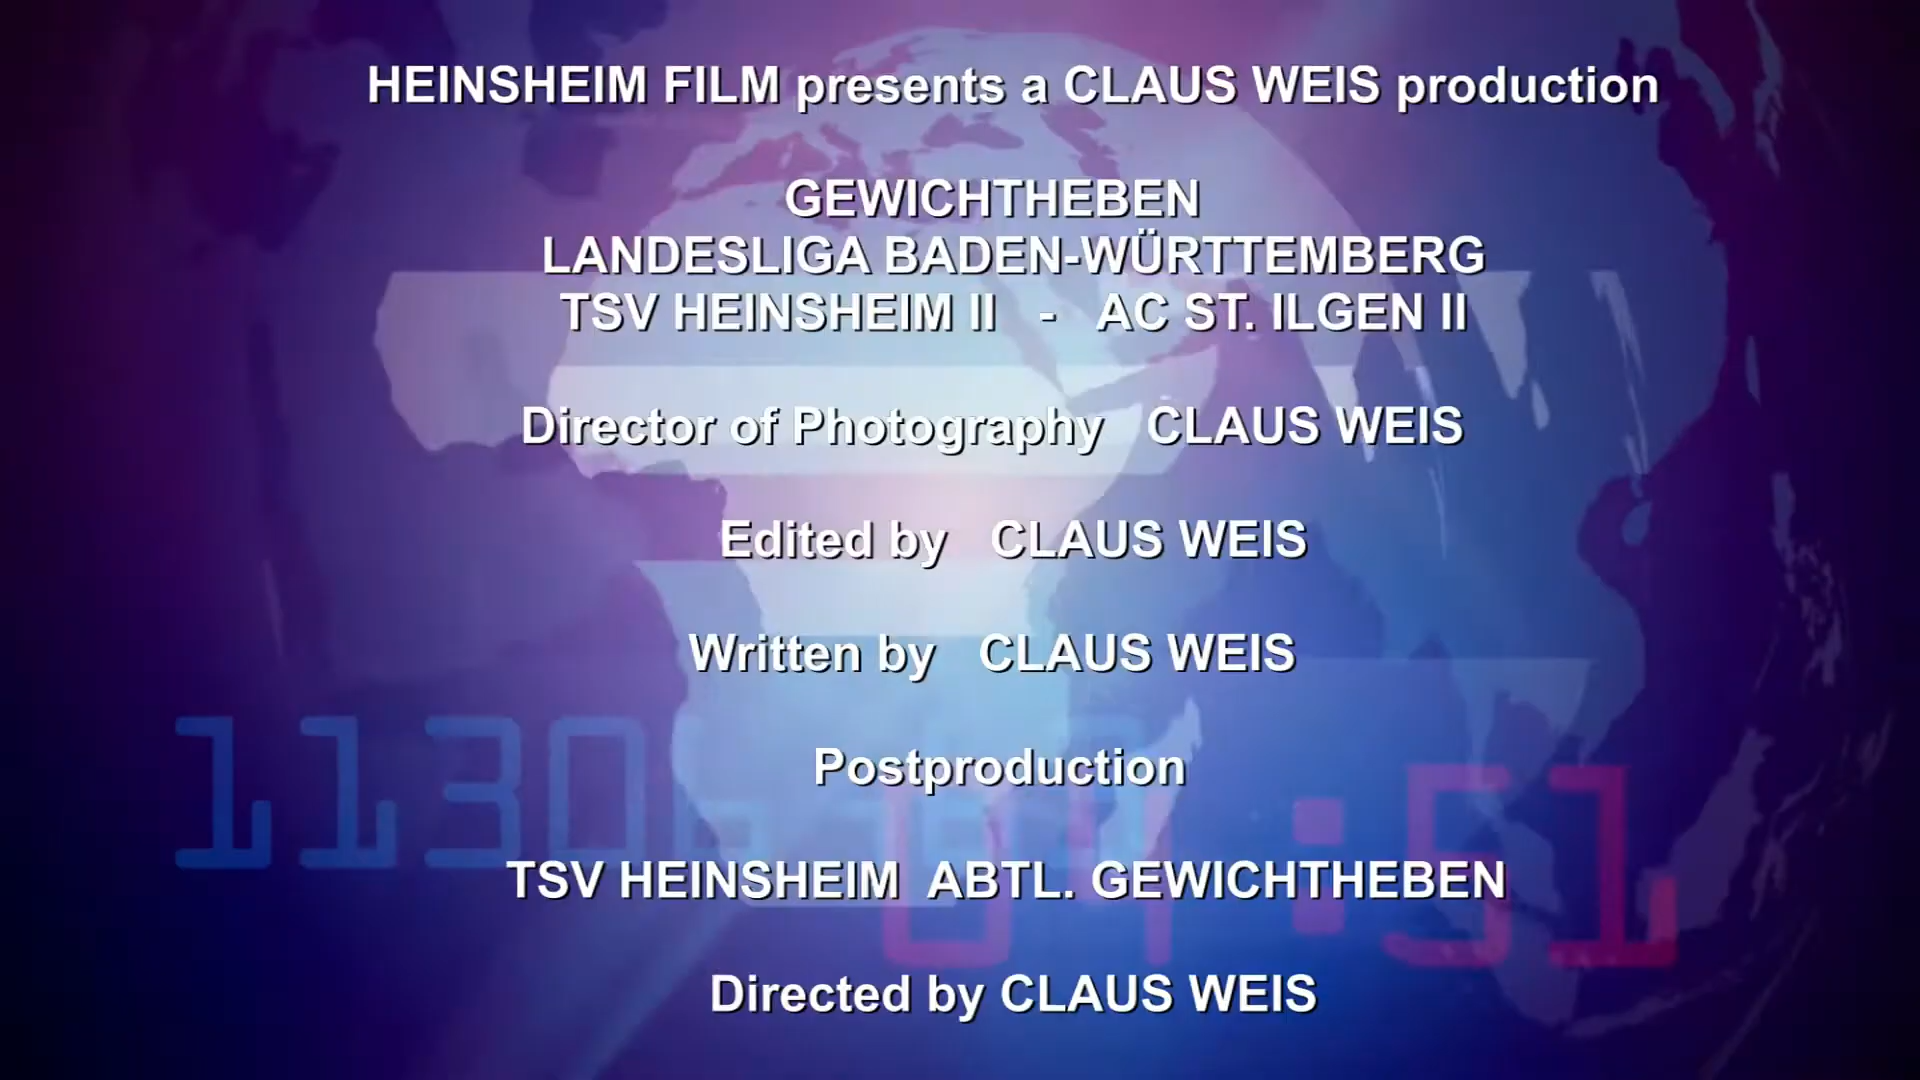 HEINSHEIM FILM presents a CLAUS WEIS production
GEWICHTHEBEN
LANDESLIGA BADEN-WÜRTTEMBERG
TSV HEINSHEIM II - AC ST. ILGEN II
Director of Photography CLAUS WEIS
Edited by CLAUS WEIS
Written by CLAUS WEIS
Postproduction
TSV HEINSHEIM ABTL. GEWICHTHEBEN
Directed by CLAUS WEIS